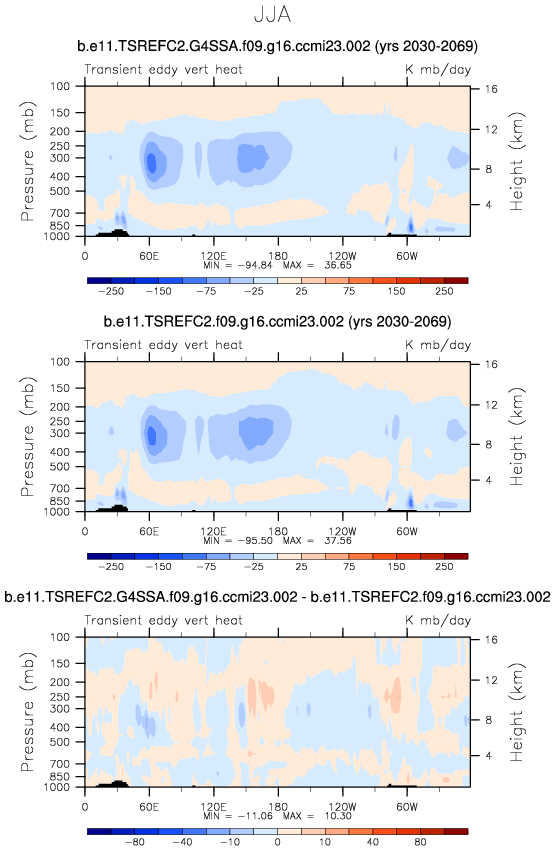 JJA
b.e11.TSREFC2.G4SSA.f09.g16.ccmi23.002 (yrs 2030-2069)
Transient eddy vert heat K mb/day
Pressure (mb)
100
150
200
250
300
400
500
700
850
1000
16
12
8
4
Height (km)
0 60E 120E 180 120W 60W
MIN = -94.84 MAX = 36.65
-250 -150 -75 -25 25 75 150 250
b.e11.TSREFC2.f09.g16.ccmi23.002 (yrs 2030-2069)
Transient eddy vert heat K mb/day
Pressure (mb)
100
150
200
250
300
400
500
700
850
1000
16
12
8
4
Height (km)
0 60E 120E 180 120W 60W
MIN = -95.50 MAX = 37.56
-250 -150 -75 -25 25 75 150 250
b.e11.TSREFC2.G4SSA.f09.g16.ccmi23.002 - b.e11.TSREFC2.f09.g16.ccmi23.002
Transient eddy vert heat K mb/day
Pressure (mb)
100
150
200
250
300
400
500
700
850
1000
16
12
8
4
Height (km)
0 60E 120E 180 120W 60W
MIN = -11.06 MAX = 10.30
-80 -40 -10 0 10 40 80